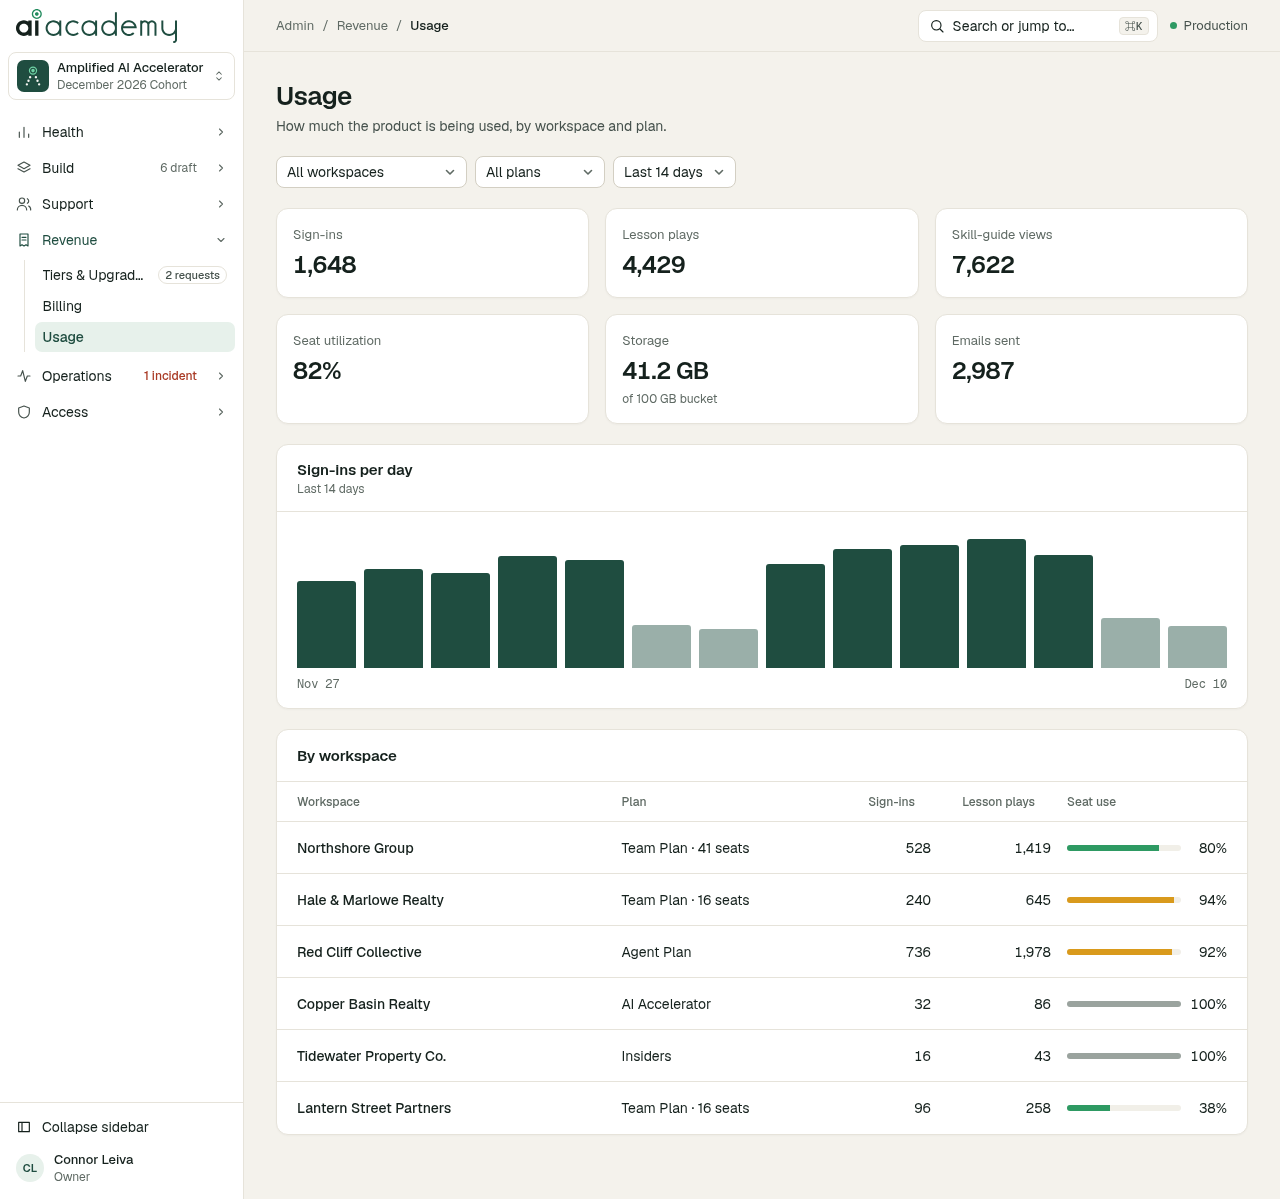 ai academy
Amplified AI Accelerator
December 2026 Cohort
Health
Build 6 draft
Support
Revenue
Tiers & Upgrad... 2 requests
Billing
Usage
Operations 1 incident
Access
Collapse sidebar
CL
Connor Leiva
Owner
Admin / Revenue / Usage
Search or jump to... ⌘K
Production
Usage
How much the product is being used, by workspace and plan.
All workspaces All plans Last 14 days
Sign-ins
1,648
Lesson plays
4,429
Skill-guide views
7,622
Seat utilization
82%
Storage
41.2 GB
of 100 GB bucket
Emails sent
2,987
Sign-ins per day
Last 14 days
Nov 27 Dec 10
By workspace
Workspace Plan Sign-ins Lesson plays Seat use
Northshore Group Team Plan · 41 seats 528 1,419 80%
Hale & Marlowe Realty Team Plan · 16 seats 240 645 94%
Red Cliff Collective Agent Plan 736 1,978 92%
Copper Basin Realty AI Accelerator 32 86 100%
Tidewater Property Co. Insiders 16 43 100%
Lantern Street Partners Team Plan · 16 seats 96 258 38%